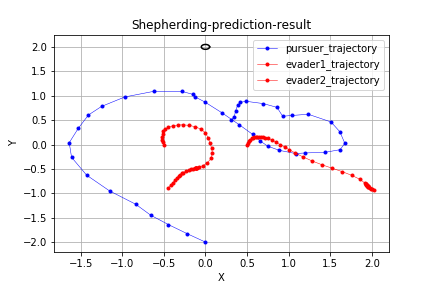 Shepherding-prediction-result
pursuer_trajectory
evader1_trajectory
evader2_trajectory
2.0
1.5
1.0
0.5
0.0
−0.5
−1.0
−1.5
−2.0
Y
−1.5 −1.0 −0.5 0.0 0.5 1.0 1.5 2.0
X